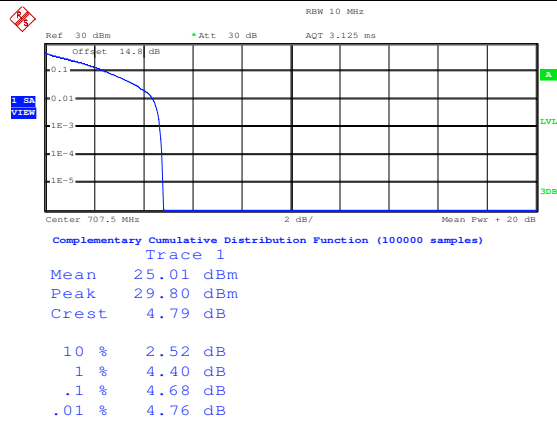 RBW 10 MHz
Ref 30 dBm * Att 30 dB AQT 3.125 ms
Offset 14.8 dB
0.1
A
0.01
1 SA
VIEW
1E-3
LVL
1E-4
1E-5
3DB
Center 707.5 MHz 2 dB/ Mean Pwr + 20 dB
Complementary Cumulative Distribution Function (100000 samples)
Trace 1
Mean 25.01 dBm
Peak 29.80 dBm
Crest 4.79 dB
10 % 2.52 dB
1 % 4.40 dB
.1 % 4.68 dB
.01 % 4.76 dB